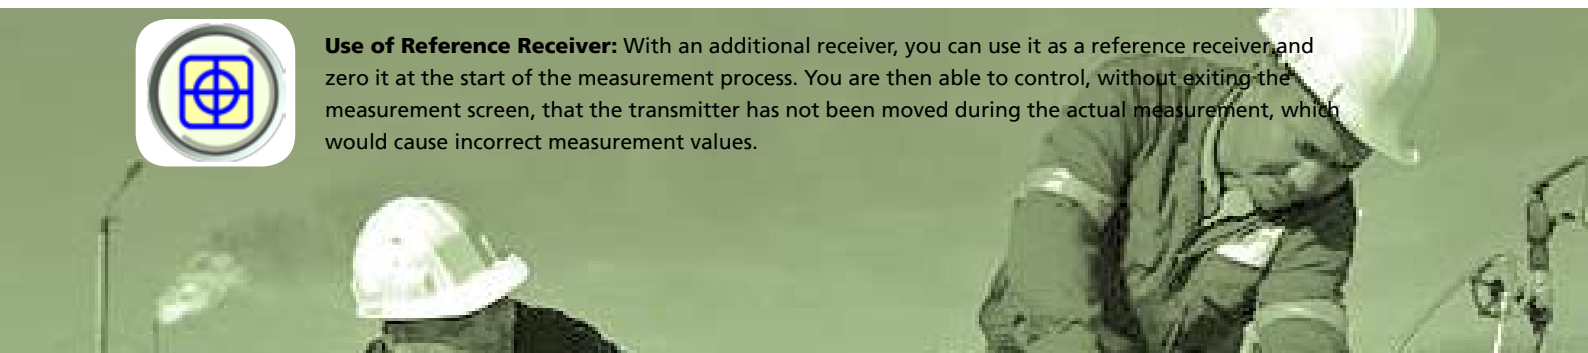 Use of Reference Receiver: With an additional receiver, you can use it as a reference receiver and
zero it at the start of the measurement process. You are then able to control, without exiting the
measurement screen, that the transmitter has not been moved during the actual measurement, which
would cause incorrect measurement values.